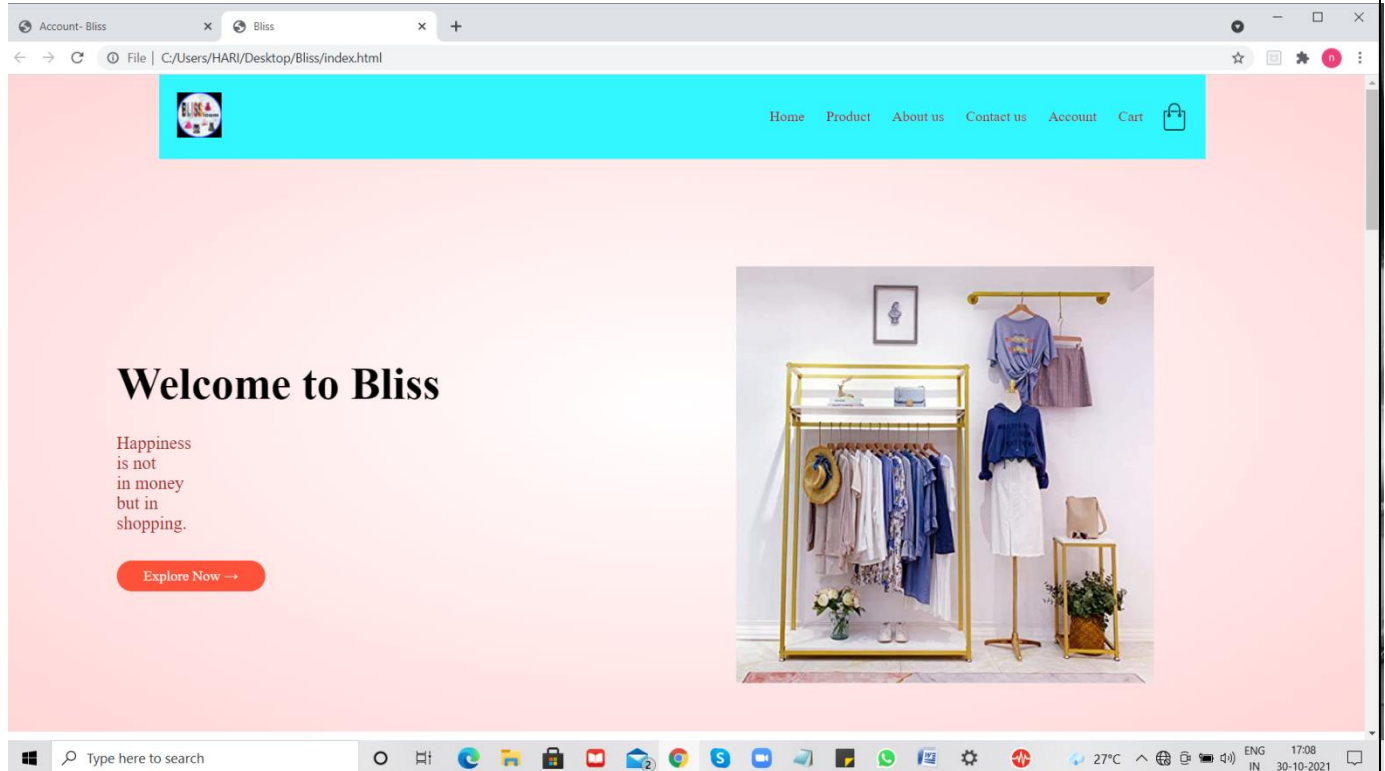 Account- Bliss
Bliss
File | C:/Users/HARI/Desktop/Bliss/index.html
n
BLISS
Home Product About us Contact us Account Cart
Welcome to Bliss
Happiness
is not
in money
but in
shopping.
Explore Now →
Type here to search
2
27°C
ENG 17:08
IN 30-10-2021